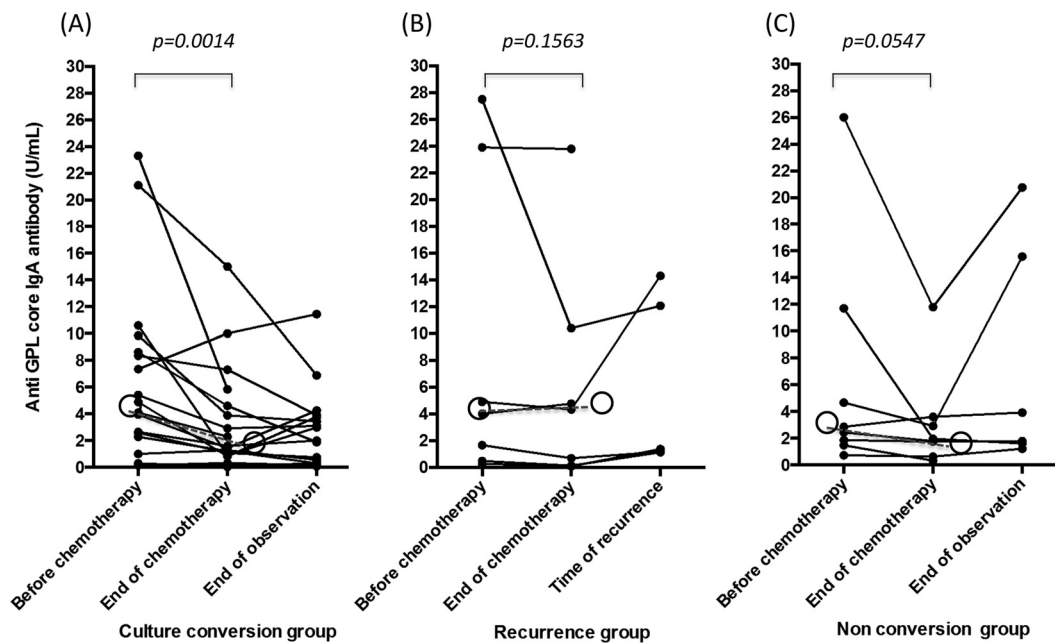 (A)
p=0.0014
Anti GPL core IgA antibody (U/mL)
30
28
26
24
22
20
18
16
14
12
10
8
6
4
2
0
Before chemotherapy
End of chemotherapy
End of observation
Culture conversion group
(B)
p=0.1563
30
28
26
24
22
20
18
16
14
12
10
8
6
4
2
0
Before chemotherapy
End of chemotherapy
Time of recurrence
Recurrence group
(C)
p=0.0547
30
28
26
24
22
20
18
16
14
12
10
8
6
4
2
0
Before chemotherapy
End of chemotherapy
End of observation
Non conversion group